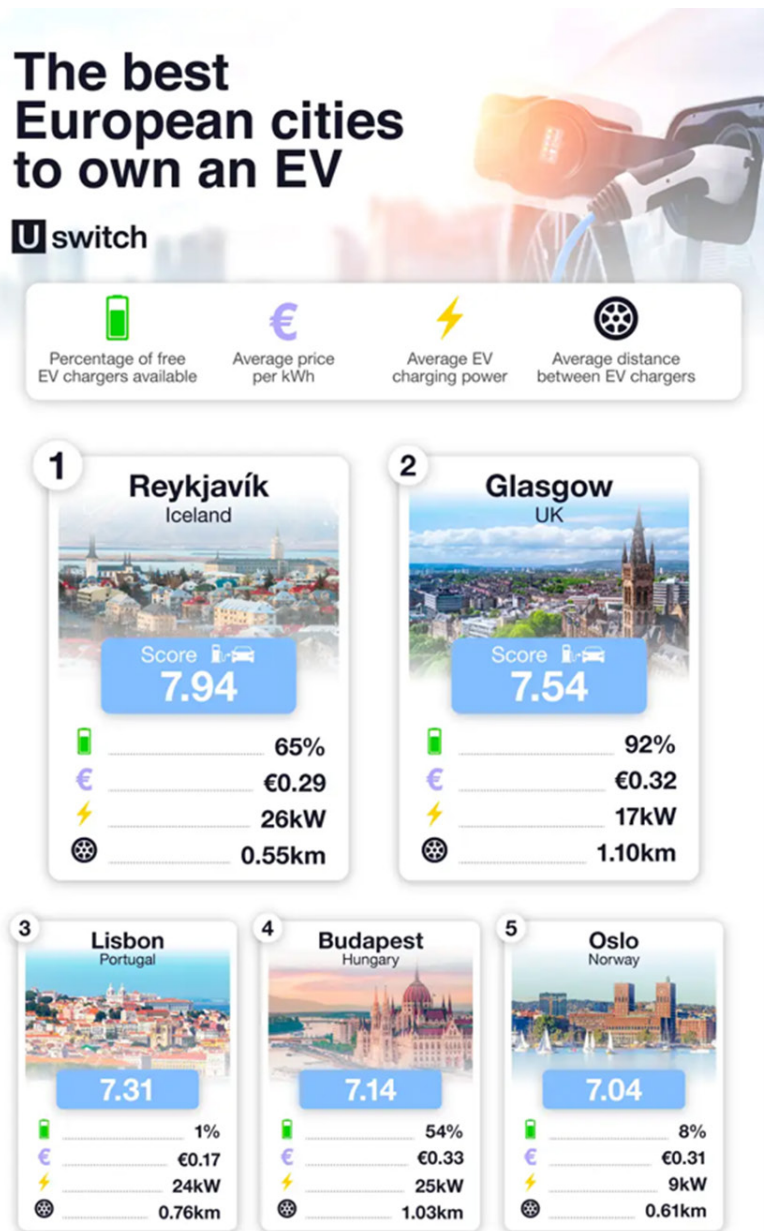 The best
European cities
to own an EV
U switch
Percentage of free
EV chargers available
Average price
per kWh
Average EV
charging power
Average distance
between EV chargers
1
Reykjavík
Iceland
Score
7.94
65%
€ €0.29
26kW
0.55km
2
Glasgow
UK
Score
7.54
92%
€ €0.32
17kW
1.10km
3
Lisbon
Portugal
7.31
1%
€ €0.17
24kW
0.76km
4
Budapest
Hungary
7.14
54%
€ €0.33
25kW
1.03km
5
Oslo
Norway
7.04
8%
€ €0.31
9kW
0.61km